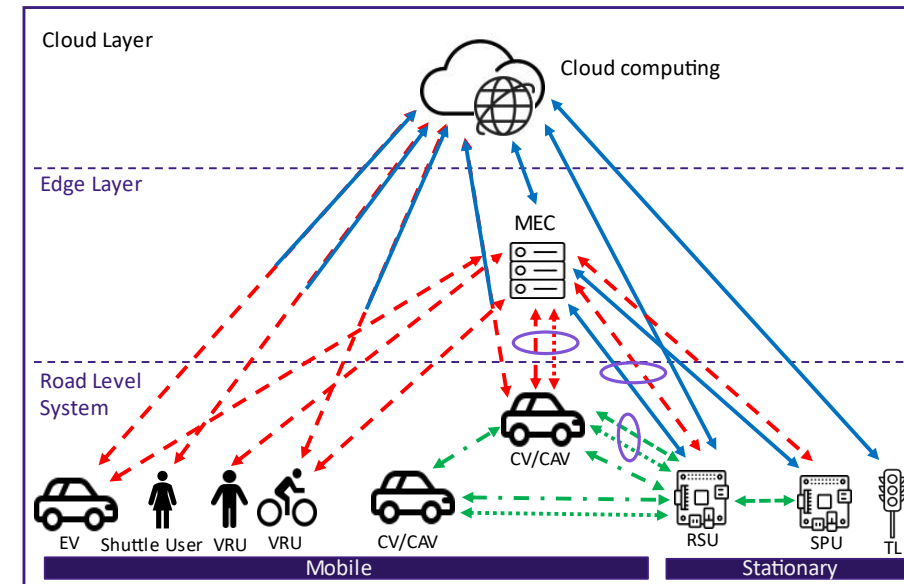 Cloud Layer
Cloud computing
Edge Layer
MEC
Road Level
System
CV/CAV
EV
Shuttle User
VRU
VRU
CV/CAV
RSU
SPU
TL
Mobile
Stationary